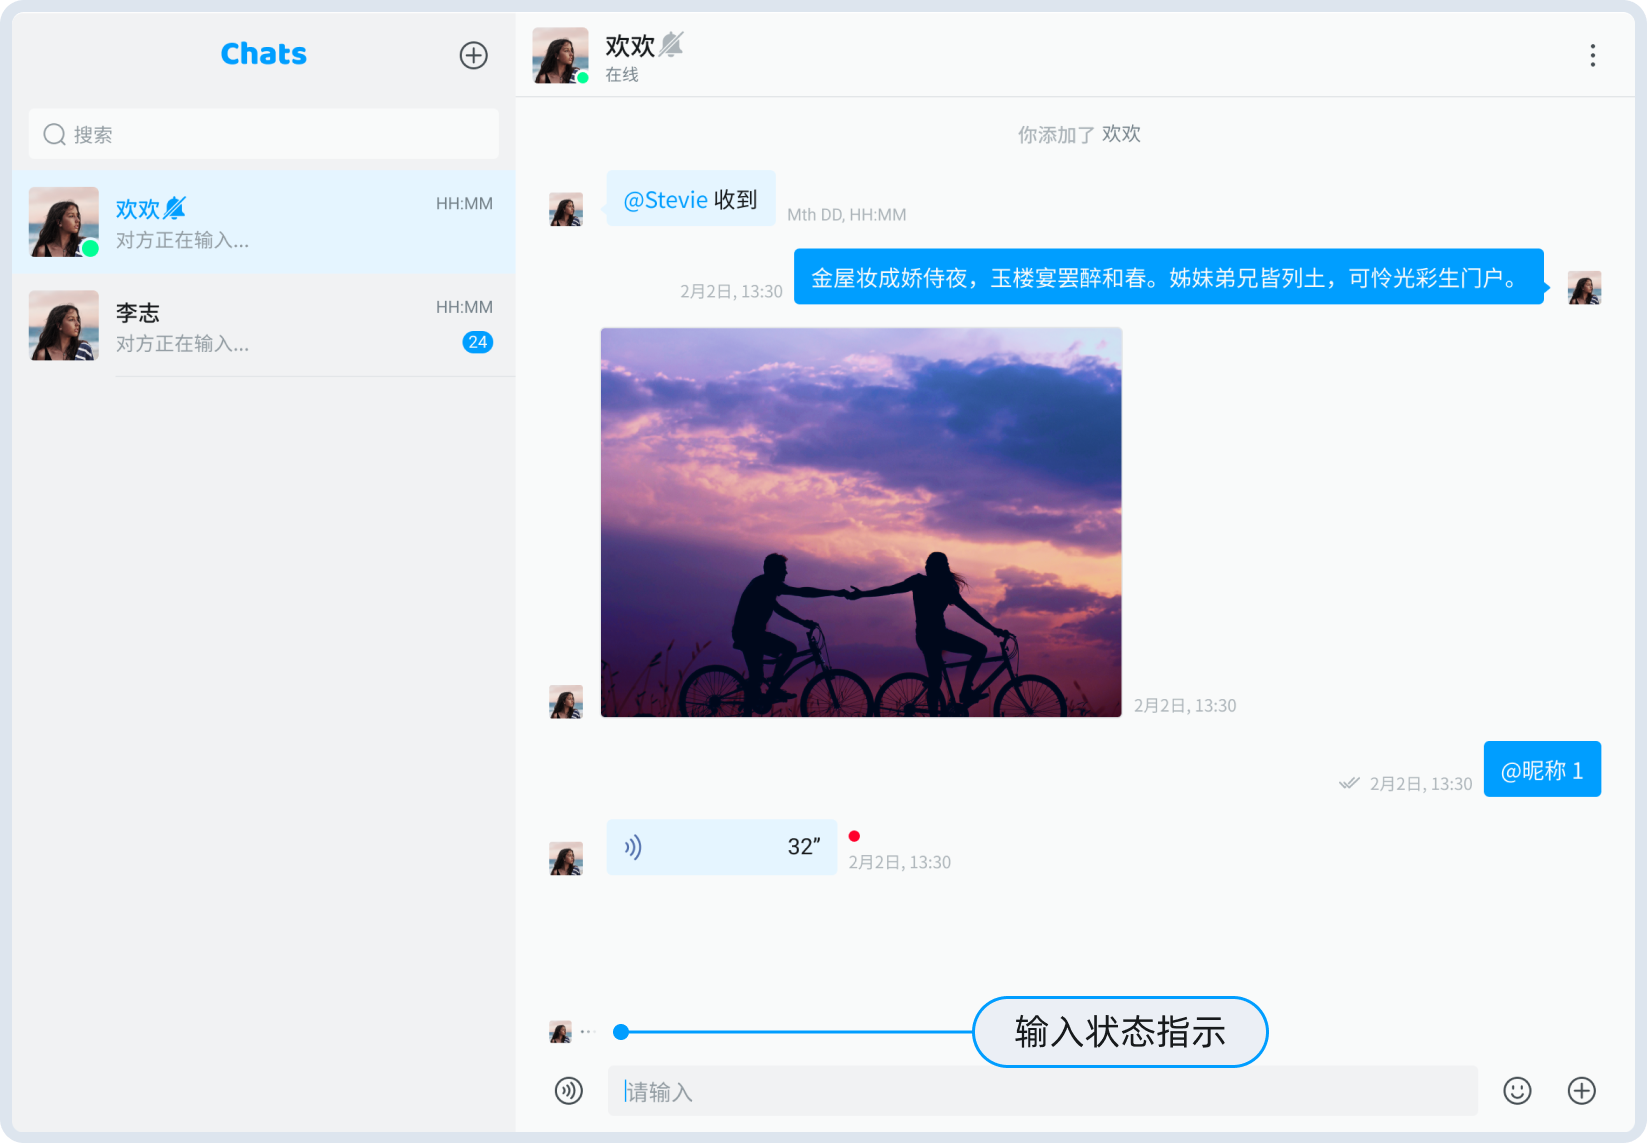 Chats
搜索
欢欢
HH:MM
对方正在输入...
李志
HH:MM
对方正在输入...
24
欢欢
在线
你添加了 欢欢
@Stevie 收到
Mth DD, HH:MM
2月2日, 13:30
金屋妆成娇侍夜，玉楼宴罢醉和春。姊妹弟兄皆列土，可怜光彩生门户。
2月2日, 13:30
2月2日, 13:30
@昵称 1
32”
2月2日, 13:30
输入状态指示
请输入